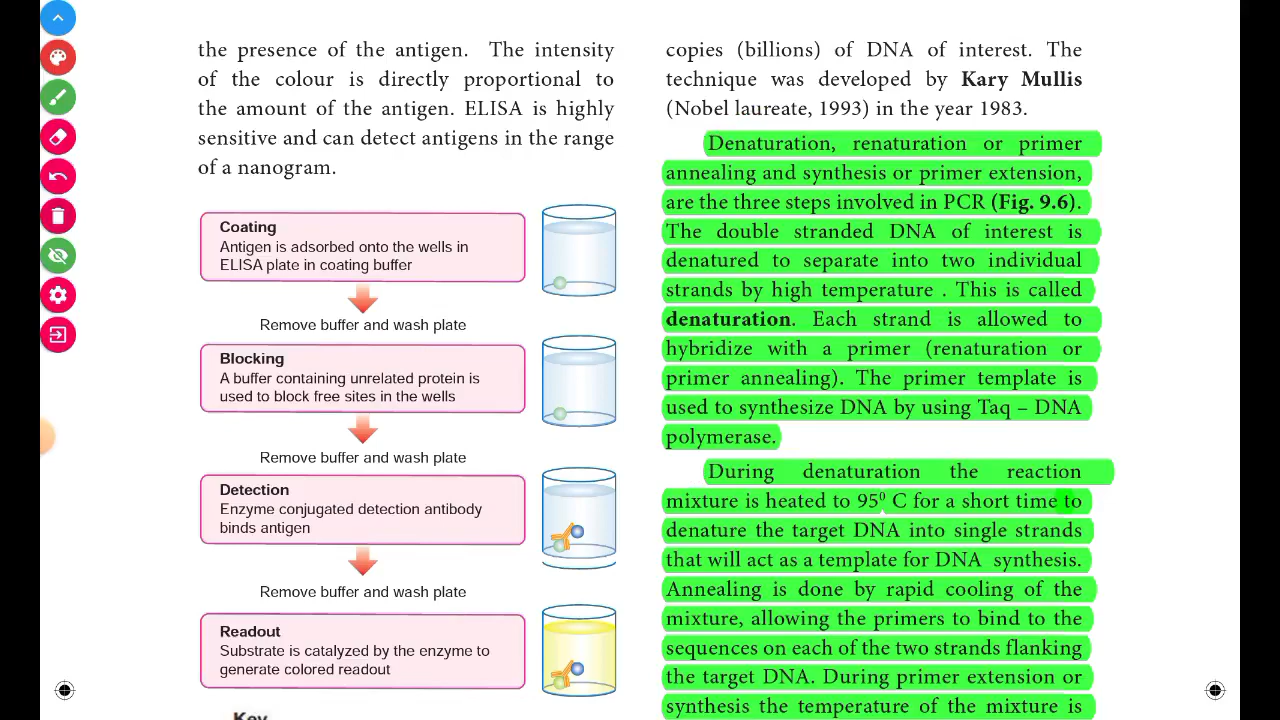 the presence of the antigen. The intensity
of the colour is directly proportional to
the amount of the antigen. ELISA is highly
sensitive and can detect antigens in the range
of a nanogram.
Coating
Antigen is adsorbed onto the wells in
ELISA plate in coating buffer
Remove buffer and wash plate
Blocking
A buffer containing unrelated protein is
used to block free sites in the wells
Remove buffer and wash plate
Detection
Enzyme conjugated detection antibody
binds antigen
Remove buffer and wash plate
Readout
Substrate is catalyzed by the enzyme to
generate colored readout
Key
copies (billions) of DNA of interest. The
technique was developed by Kary Mullis
(Nobel laureate, 1993) in the year 1983.
Denaturation, renaturation or primer
annealing and synthesis or primer extension,
are the three steps involved in PCR (Fig. 9.6).
The double stranded DNA of interest is
denatured to separate into two individual
strands by high temperature . This is called
denaturation. Each strand is allowed to
hybridize with a primer (renaturation or
primer annealing). The primer template is
used to synthesize DNA by using Taq – DNA
polymerase.
During denaturation the reaction
mixture is heated to 95⁰ C for a short time to
denature the target DNA into single strands
that will act as a template for DNA synthesis.
Annealing is done by rapid cooling of the
mixture, allowing the primers to bind to the
sequences on each of the two strands flanking
the target DNA. During primer extension or
synthesis the temperature of the mixture is